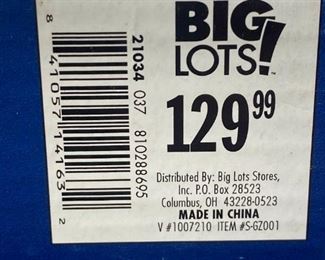 BIG
LOTS!™
129.99
Distributed By: Big Lots Stores,
Inc. P.O. Box 28523
Columbus, OH 43228-0523
MADE IN CHINA
V #1007210 ITEM #S-GZ001
21034 037 810288695
8 41057 14163 2